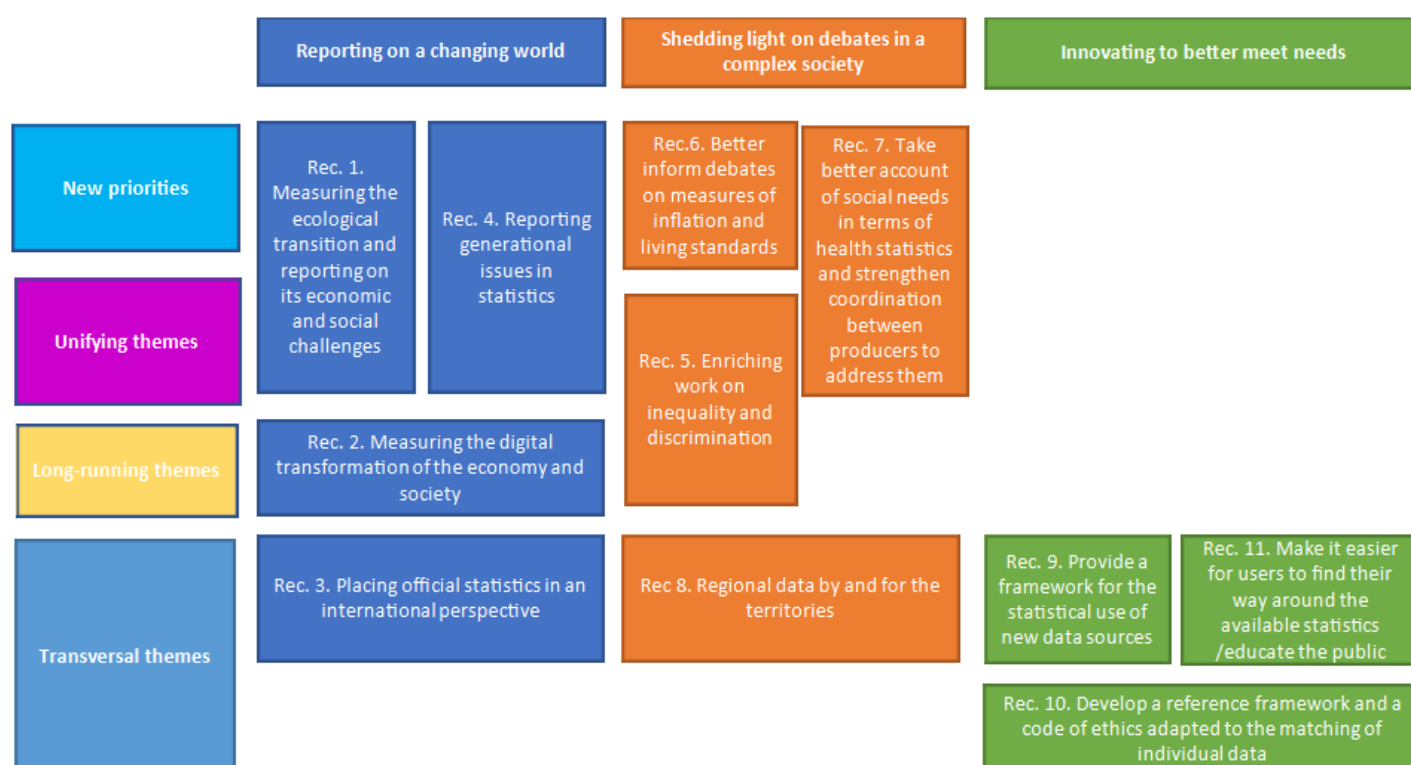 Reporting on a changing world
Shedding light on debates in a
complex society
Innovating to better meet needs
New priorities
Rec. 1.
Measuring the
ecological
transition and
reporting on
its economic
and social
challenges
Rec. 4. Reporting
generational
issues in
statistics
Rec.6. Better
inform debates
on measures of
inflation and
living standards
Rec. 7. Take
better account
of social needs
in terms of
health statistics
and strengthen
coordination
between
producers to
address them
Unifying themes
Rec. 5. Enriching
work on
inequality and
discrimination
Long-running themes
Rec. 2. Measuring the digital
transformation of the economy and
society
Transversal themes
Rec. 3. Placing official statistics in an
international perspective
Rec 8. Regional data by and for the
territories
Rec. 9. Provide a
framework for the
statistical use of
new data sources
Rec. 11. Make it easier
for users to find their
way around the
available statistics
/educate the public
Rec. 10. Develop a reference framework and a
code of ethics adapted to the matching of
individual data